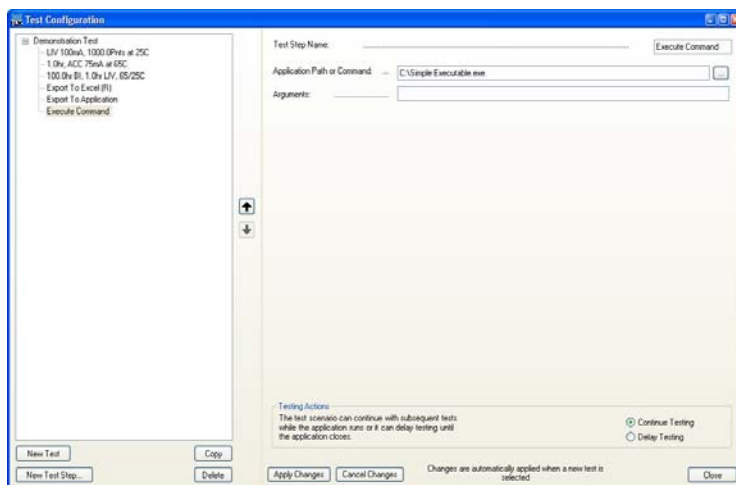 Test Configuration
Demonstration Test
LIV 100mA, 1000.0Pnts at 25C
1.0hr, ACC 75mA at 65C
100.0hr BI, 1.0hr LIV, 65/25C
Export To Excel (R)
Export To Application
Execute Command
New Test
Copy
New Test Step...
Delete
Test Step Name:
Execute Command
Application Path or Command:
C:\Simple Executable.exe
...
Arguments:
Testing Actions
The test scenario can continue with subsequent tests
while the application runs or it can delay testing until
the application closes.
Continue Testing
Delay Testing
Apply Changes
Cancel Changes
Changes are automatically applied when a new test is
selected
Close